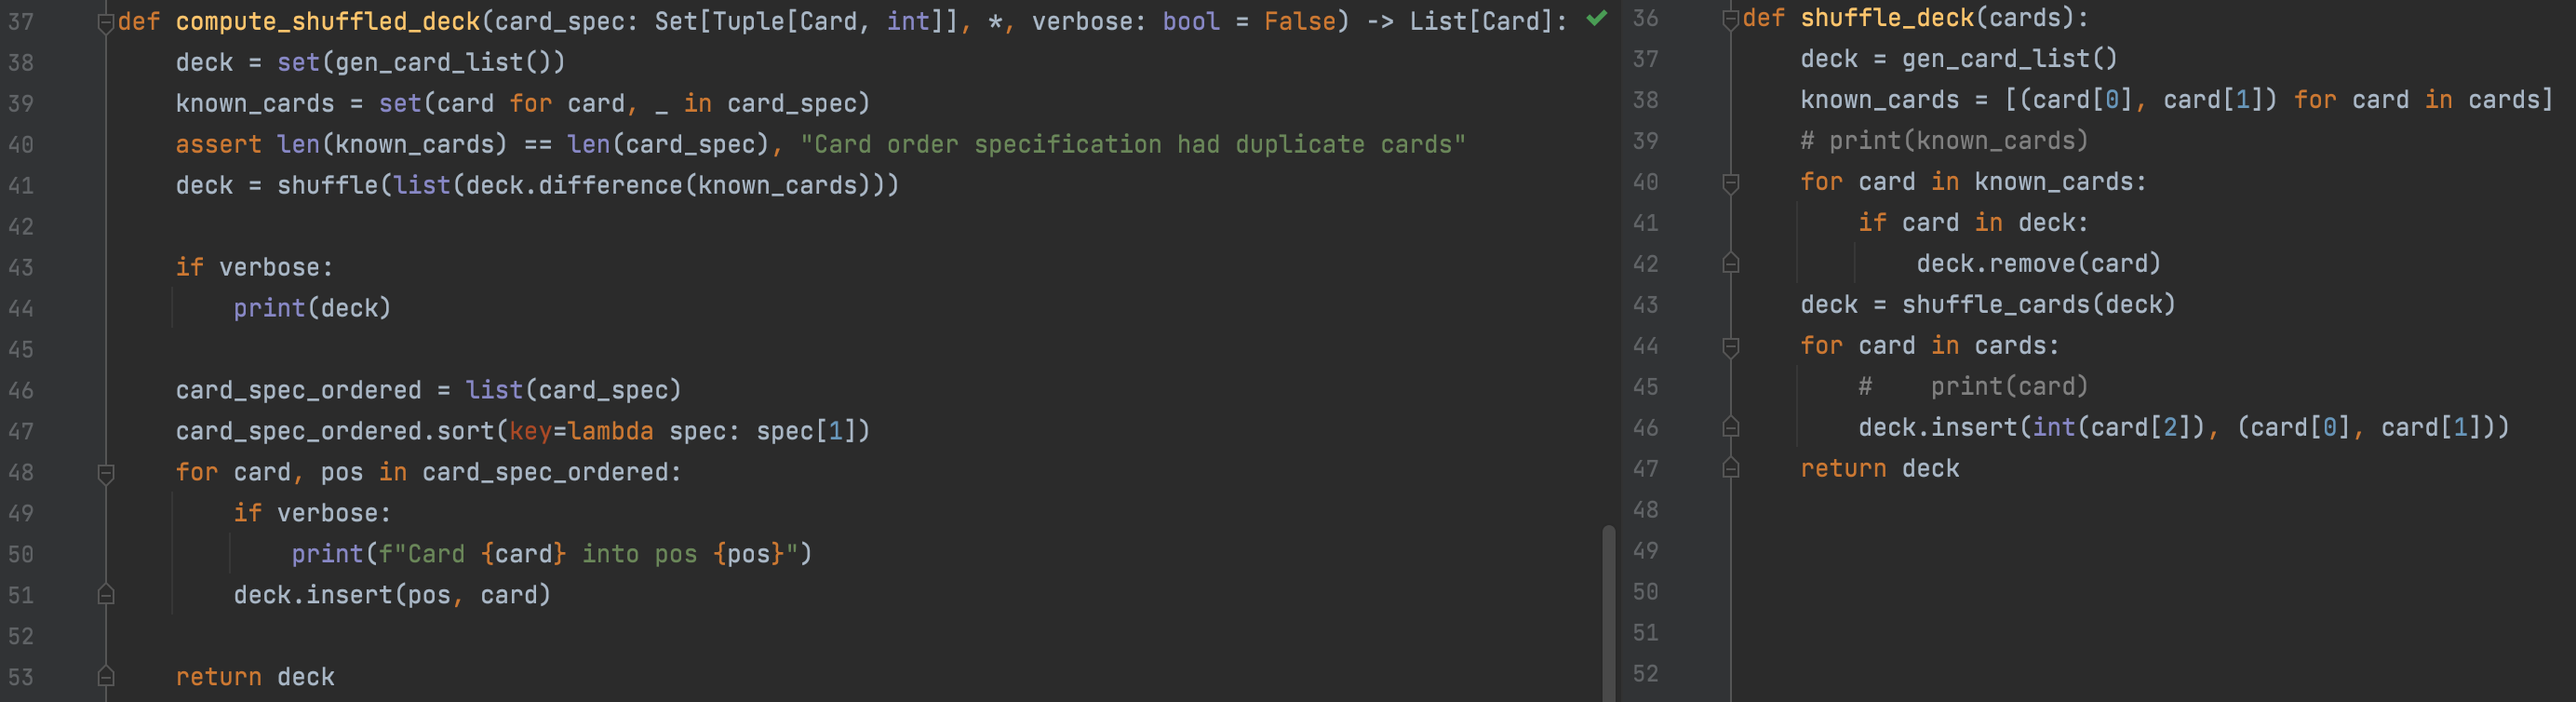 37 def compute_shuffled_deck(card_spec: Set[Tuple[Card, int]], *, verbose: bool = False) -> List[Card]:
38     deck = set(gen_card_list())
39     known_cards = set(card for card, _ in card_spec)
40     assert len(known_cards) == len(card_spec), "Card order specification had duplicate cards"
41     deck = shuffle(list(deck.difference(known_cards)))
42
43     if verbose:
44         print(deck)
45
46     card_spec_ordered = list(card_spec)
47     card_spec_ordered.sort(key=lambda spec: spec[1])
48     for card, pos in card_spec_ordered:
49         if verbose:
50             print(f"Card {card} into pos {pos}")
51         deck.insert(pos, card)
52
53     return deck
36 def shuffle_deck(cards):
37     deck = gen_card_list()
38     known_cards = [(card[0], card[1]) for card in cards]
39     # print(known_cards)
40     for card in known_cards:
41         if card in deck:
42             deck.remove(card)
43     deck = shuffle_cards(deck)
44     for card in cards:
45         #    print(card)
46         deck.insert(int(card[2]), (card[0], card[1]))
47     return deck
48
49
50
51
52